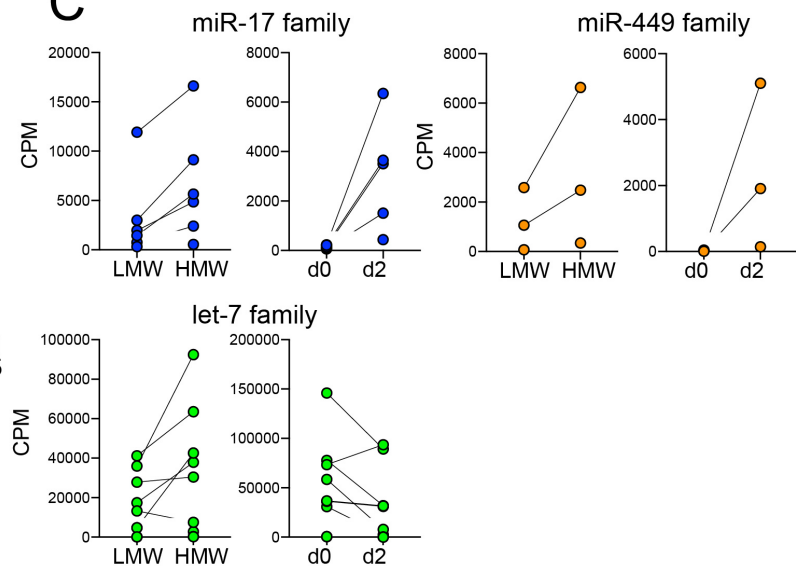 C
miR-17 family
miR-449 family
CPM
20000
15000
10000
5000
0
LMW HMW
8000
6000
4000
2000
0
d0 d2
CPM
8000
6000
4000
2000
0
LMW HMW
6000
4000
2000
0
d0 d2
let-7 family
CPM
100000
80000
60000
40000
20000
0
LMW HMW
200000
150000
100000
50000
0
d0 d2